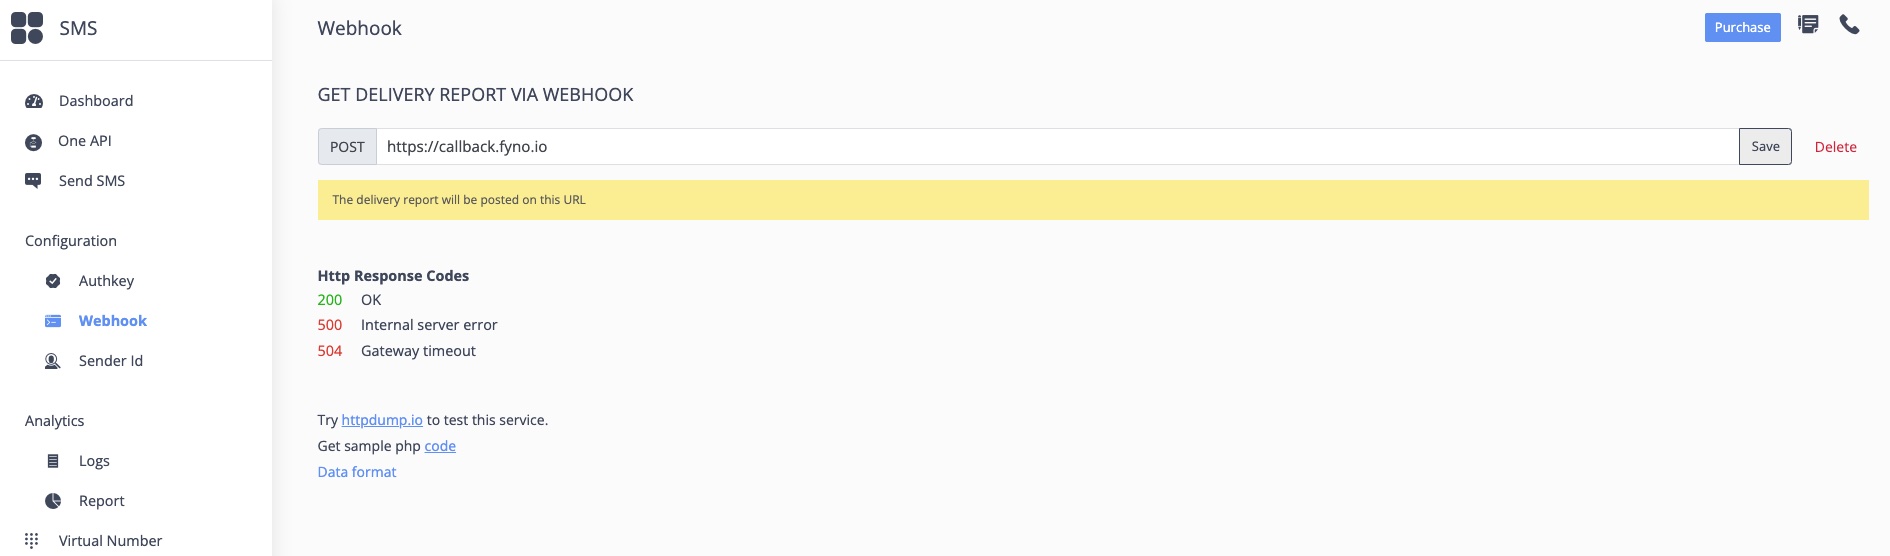 SMS
Dashboard
One API
Send SMS
Configuration
Authkey
Webhook
Sender Id
Analytics
Logs
Report
Virtual Number
Webhook
Purchase
GET DELIVERY REPORT VIA WEBHOOK
POST https://callback.fyno.io Save Delete
The delivery report will be posted on this URL
Http Response Codes
200 OK
500 Internal server error
504 Gateway timeout
Try httpdump.io to test this service.
Get sample php code
Data format